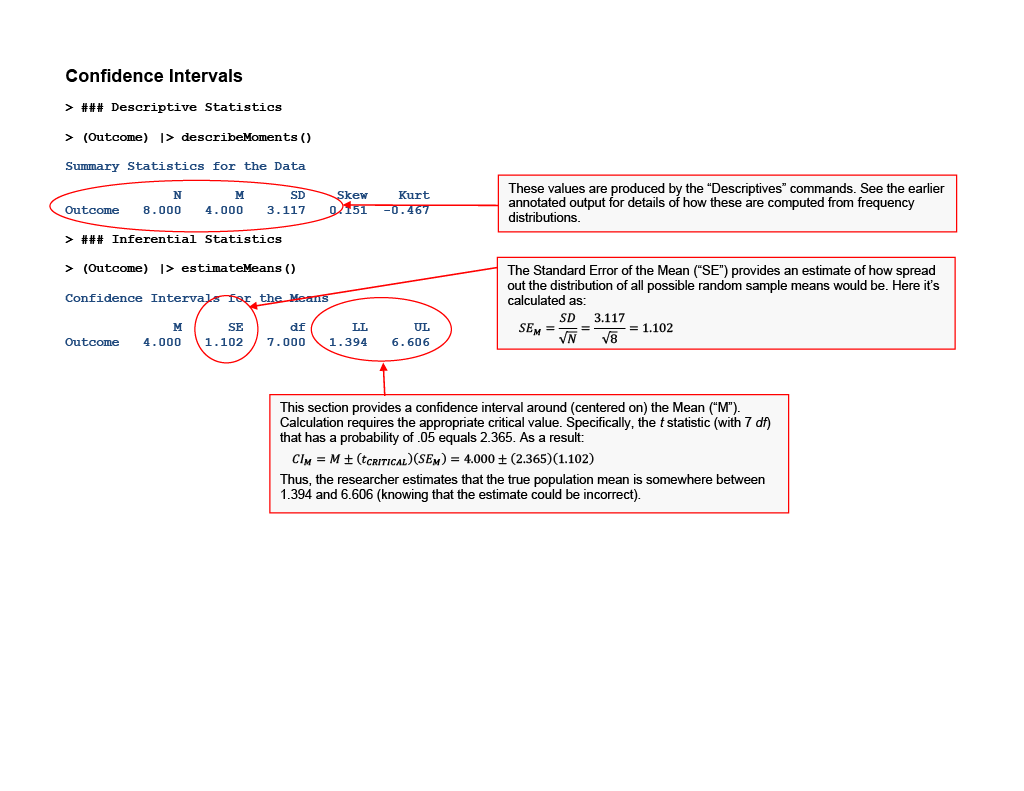 Confidence Intervals
> ### Descriptive Statistics
> (Outcome) |> describeMoments()
Summary Statistics for the Data
N M SD Skew Kurt
Outcome 8.000 4.000 3.117 0.151 -0.467
These values are produced by the “Descriptives” commands. See the earlier
annotated output for details of how these are computed from frequency
distributions.
> ### Inferential Statistics
> (Outcome) |> estimateMeans()
Confidence Intervals for the Means
M SE df LL UL
Outcome 4.000 1.102 7.000 1.394 6.606
The Standard Error of the Mean (“SE”) provides an estimate of how spread
out the distribution of all possible random sample means would be. Here it’s
calculated as:
SE_M = SD/√N = 3.117/√8 = 1.102
This section provides a confidence interval around (centered on) the Mean (“M”).
Calculation requires the appropriate critical value. Specifically, the t statistic (with 7 df)
that has a probability of .05 equals 2.365. As a result:
CI_M = M ± (t_CRITICAL)(SE_M) = 4.000 ± (2.365)(1.102)
Thus, the researcher estimates that the true population mean is somewhere between
1.394 and 6.606 (knowing that the estimate could be incorrect).